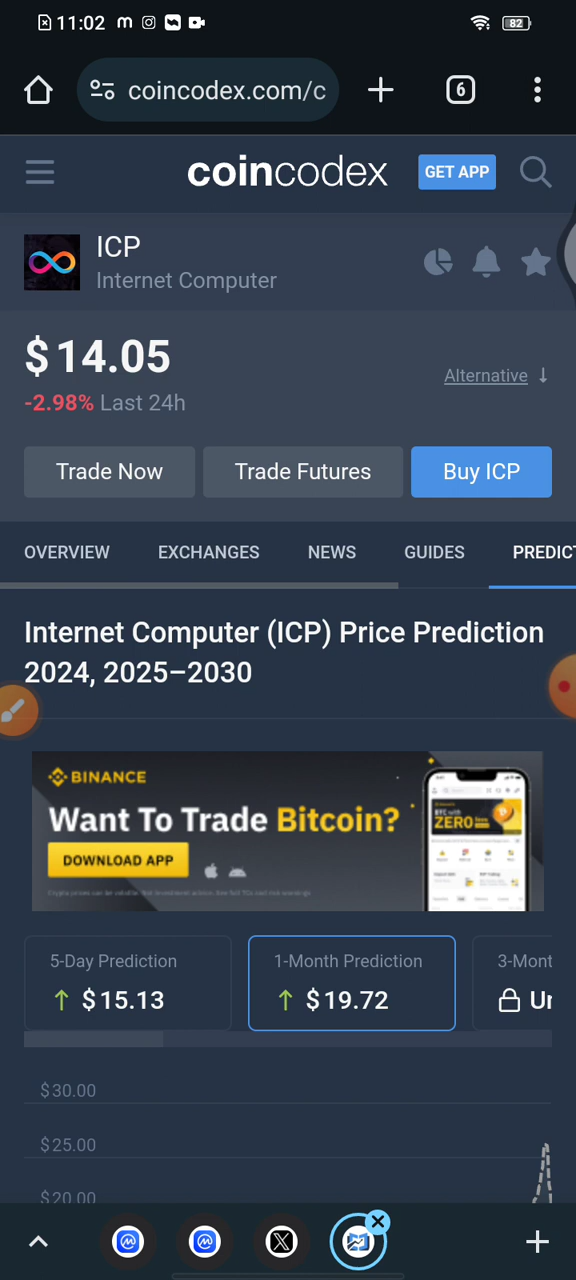 11:02
82
coincodex.com/c
6
coincodex
GET APP
ICP
Internet Computer
$14.05
Alternative
-2.98% Last 24h
Trade Now
Trade Futures
Buy ICP
OVERVIEW
EXCHANGES
NEWS
GUIDES
PREDICT
Internet Computer (ICP) Price Prediction
2024, 2025–2030
BINANCE
Want To Trade Bitcoin?
DOWNLOAD APP
ZERO
5-Day Prediction
1-Month Prediction
3-Mont
↑ $15.13
↑ $19.72
$30.00
$25.00
$20.00